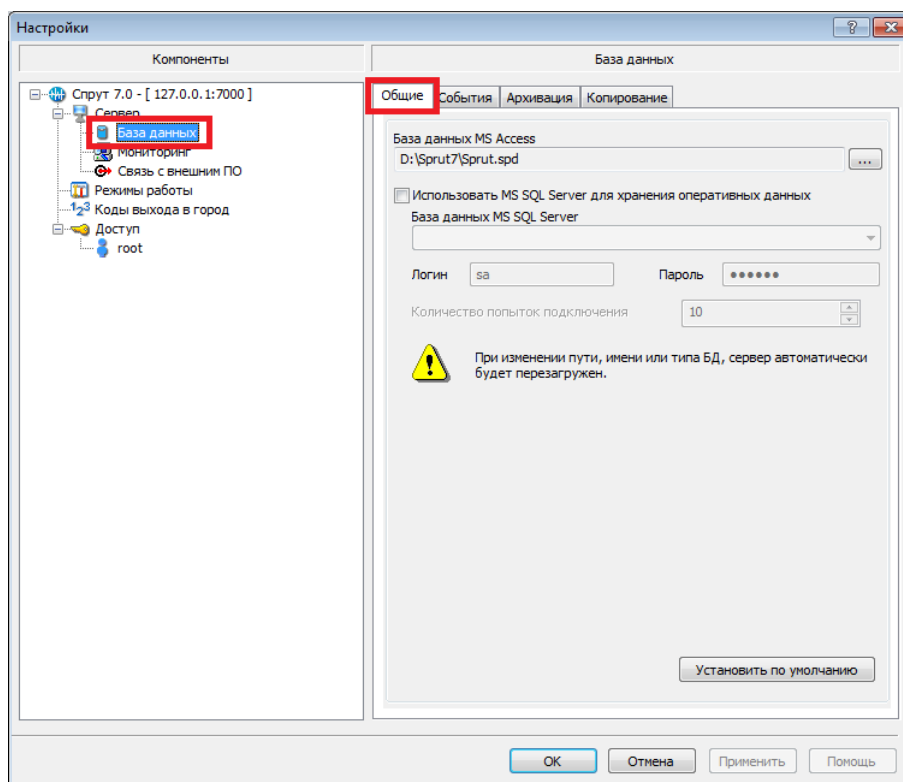 Настройки
Компоненты
База данных
Спрут 7.0 - [ 127.0.0.1:7000 ]
Сервер
База данных
Мониторинг
Связь с внешним ПО
Режимы работы
Коды выхода в город
Доступ
root
Общие События Архивация Копирование
База данных MS Access
D:\Sprut7\Sprut.spd
...
Использовать MS SQL Server для хранения оперативных данных
База данных MS SQL Server
Логин sa Пароль ••••••
Количество попыток подключения 10
При изменении пути, имени или типа БД, сервер автоматически
будет перезагружен.
Установить по умолчанию
OK Отмена Применить Помощь